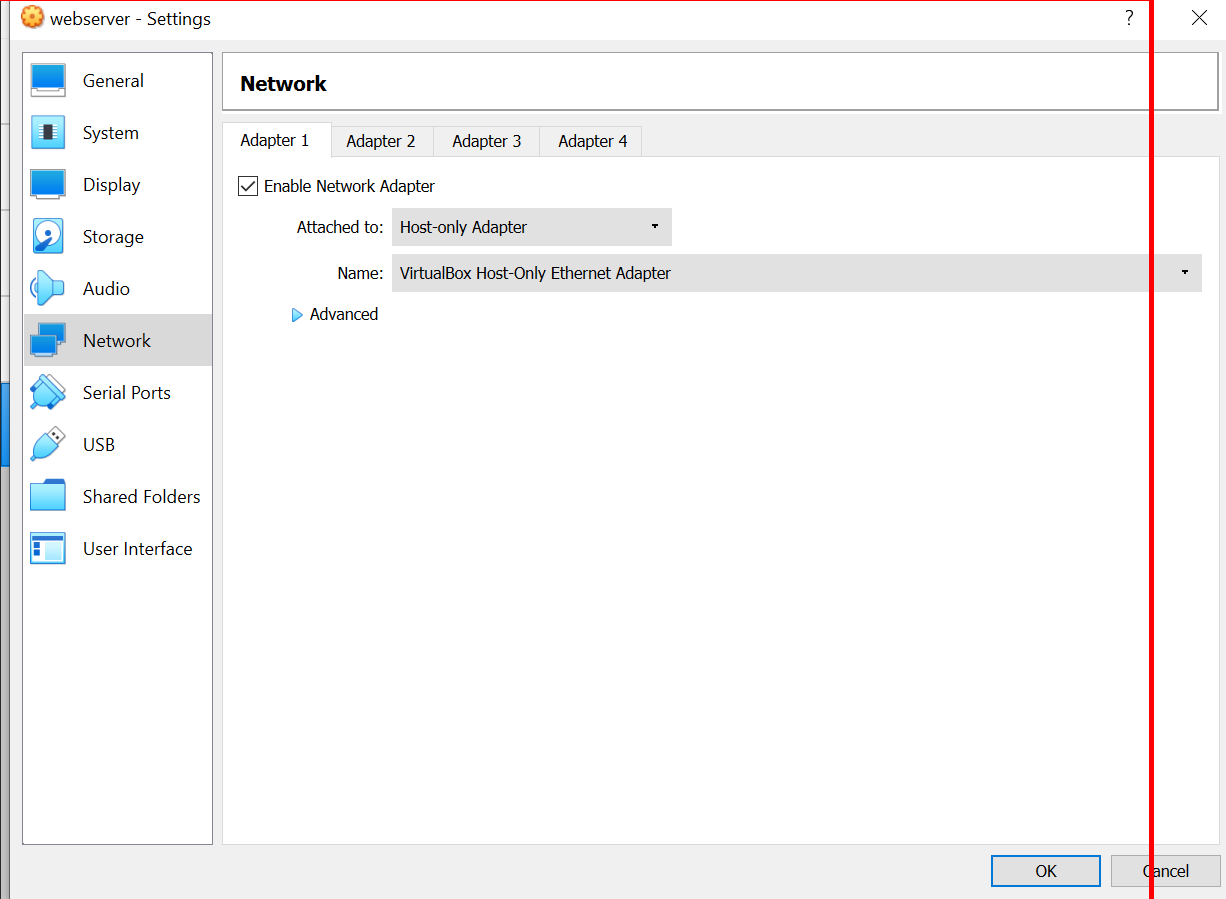 webserver - Settings
?
General
System
Display
Storage
Audio
Network
Serial Ports
USB
Shared Folders
User Interface
Network
Adapter 1 Adapter 2 Adapter 3 Adapter 4
Enable Network Adapter
Attached to: Host-only Adapter
Name: VirtualBox Host-Only Ethernet Adapter
Advanced
OK Cancel